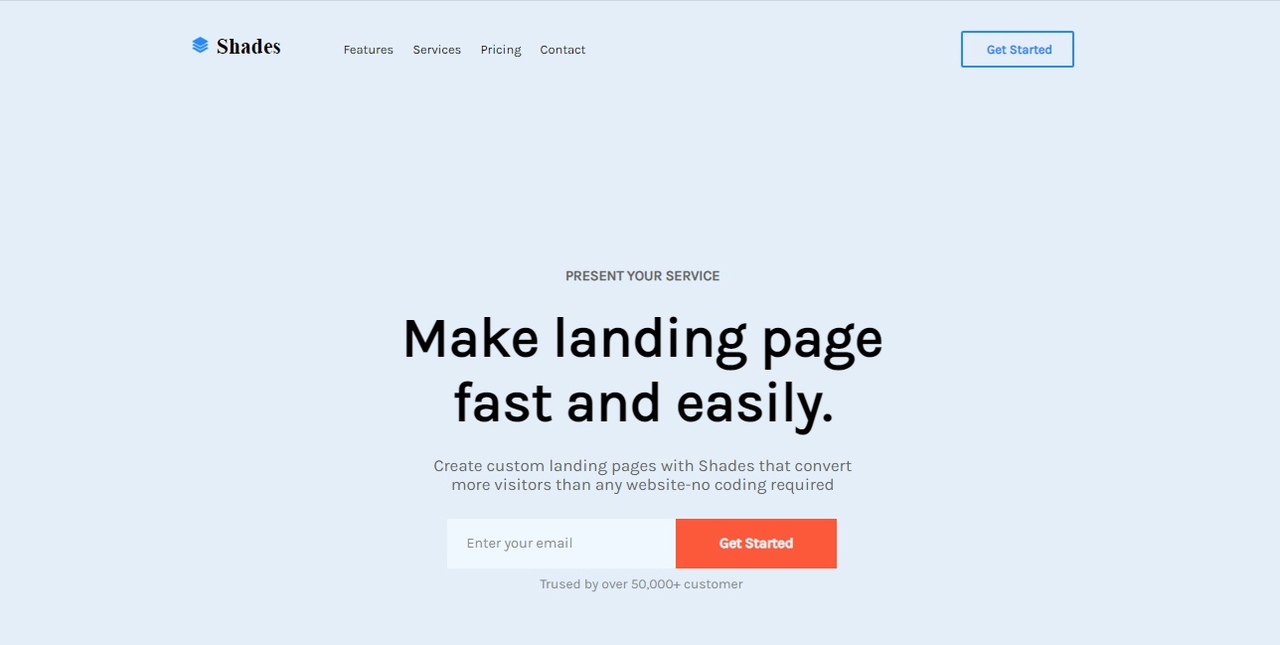 Shades
Features Services Pricing Contact
Get Started
PRESENT YOUR SERVICE
Make landing page
fast and easily.
Create custom landing pages with Shades that convert
more visitors than any website-no coding required
Enter your email
Get Started
Trused by over 50,000+ customer